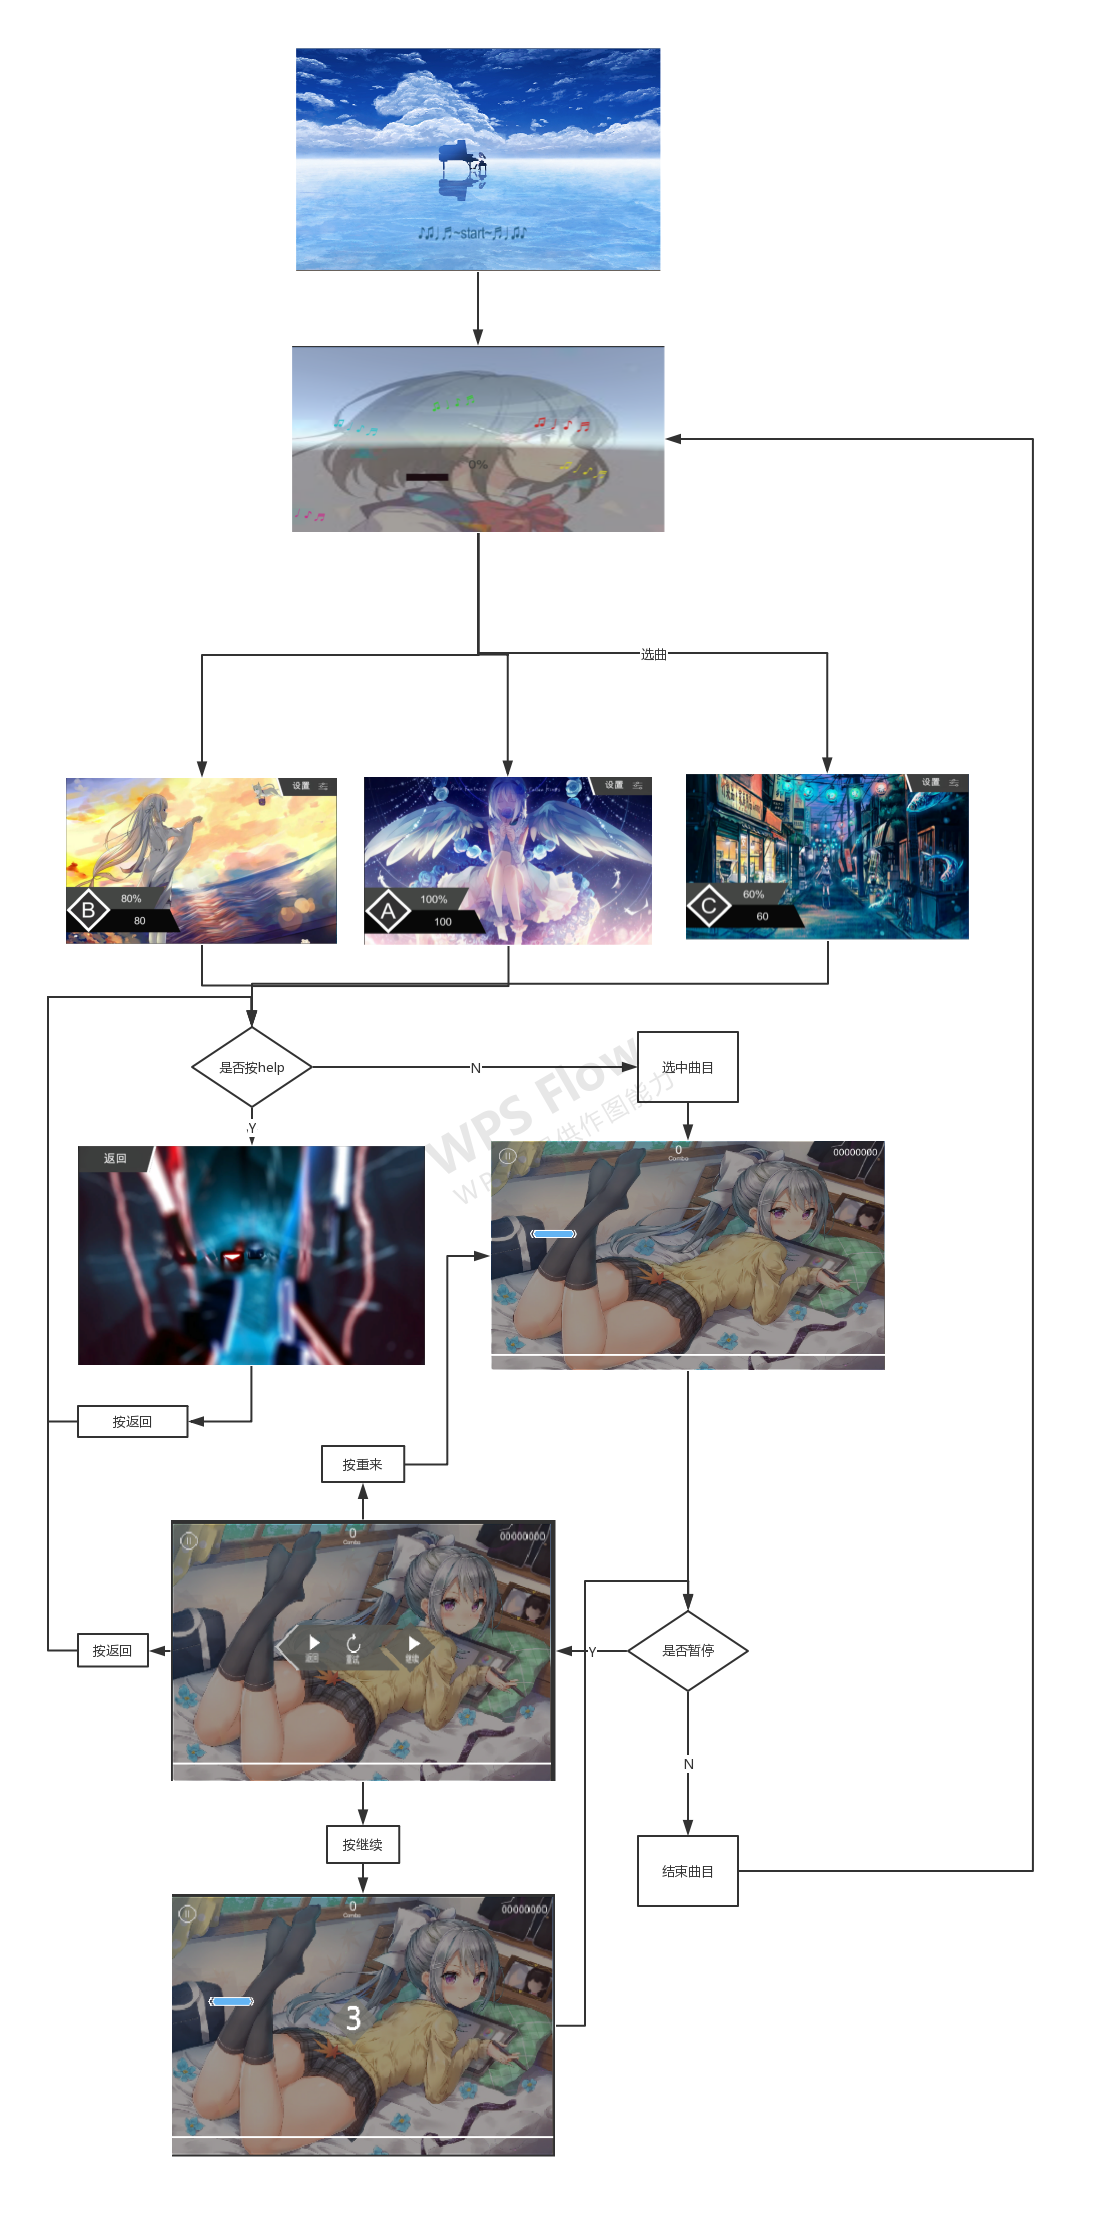 ♪♫♩♬~start~♬♩♫♪
0%
选曲
设置
80%
B
80
设置
100%
A
100
设置
60%
C
60
是否按help
N
选中曲目
Y
WPS Flow
返回
0
Combo
00000000
按返回
按重来
0
Combo
00000000
返回
重试
继续
按返回
Y
是否暂停
N
按继续
结束曲目
0
Combo
00000000
3